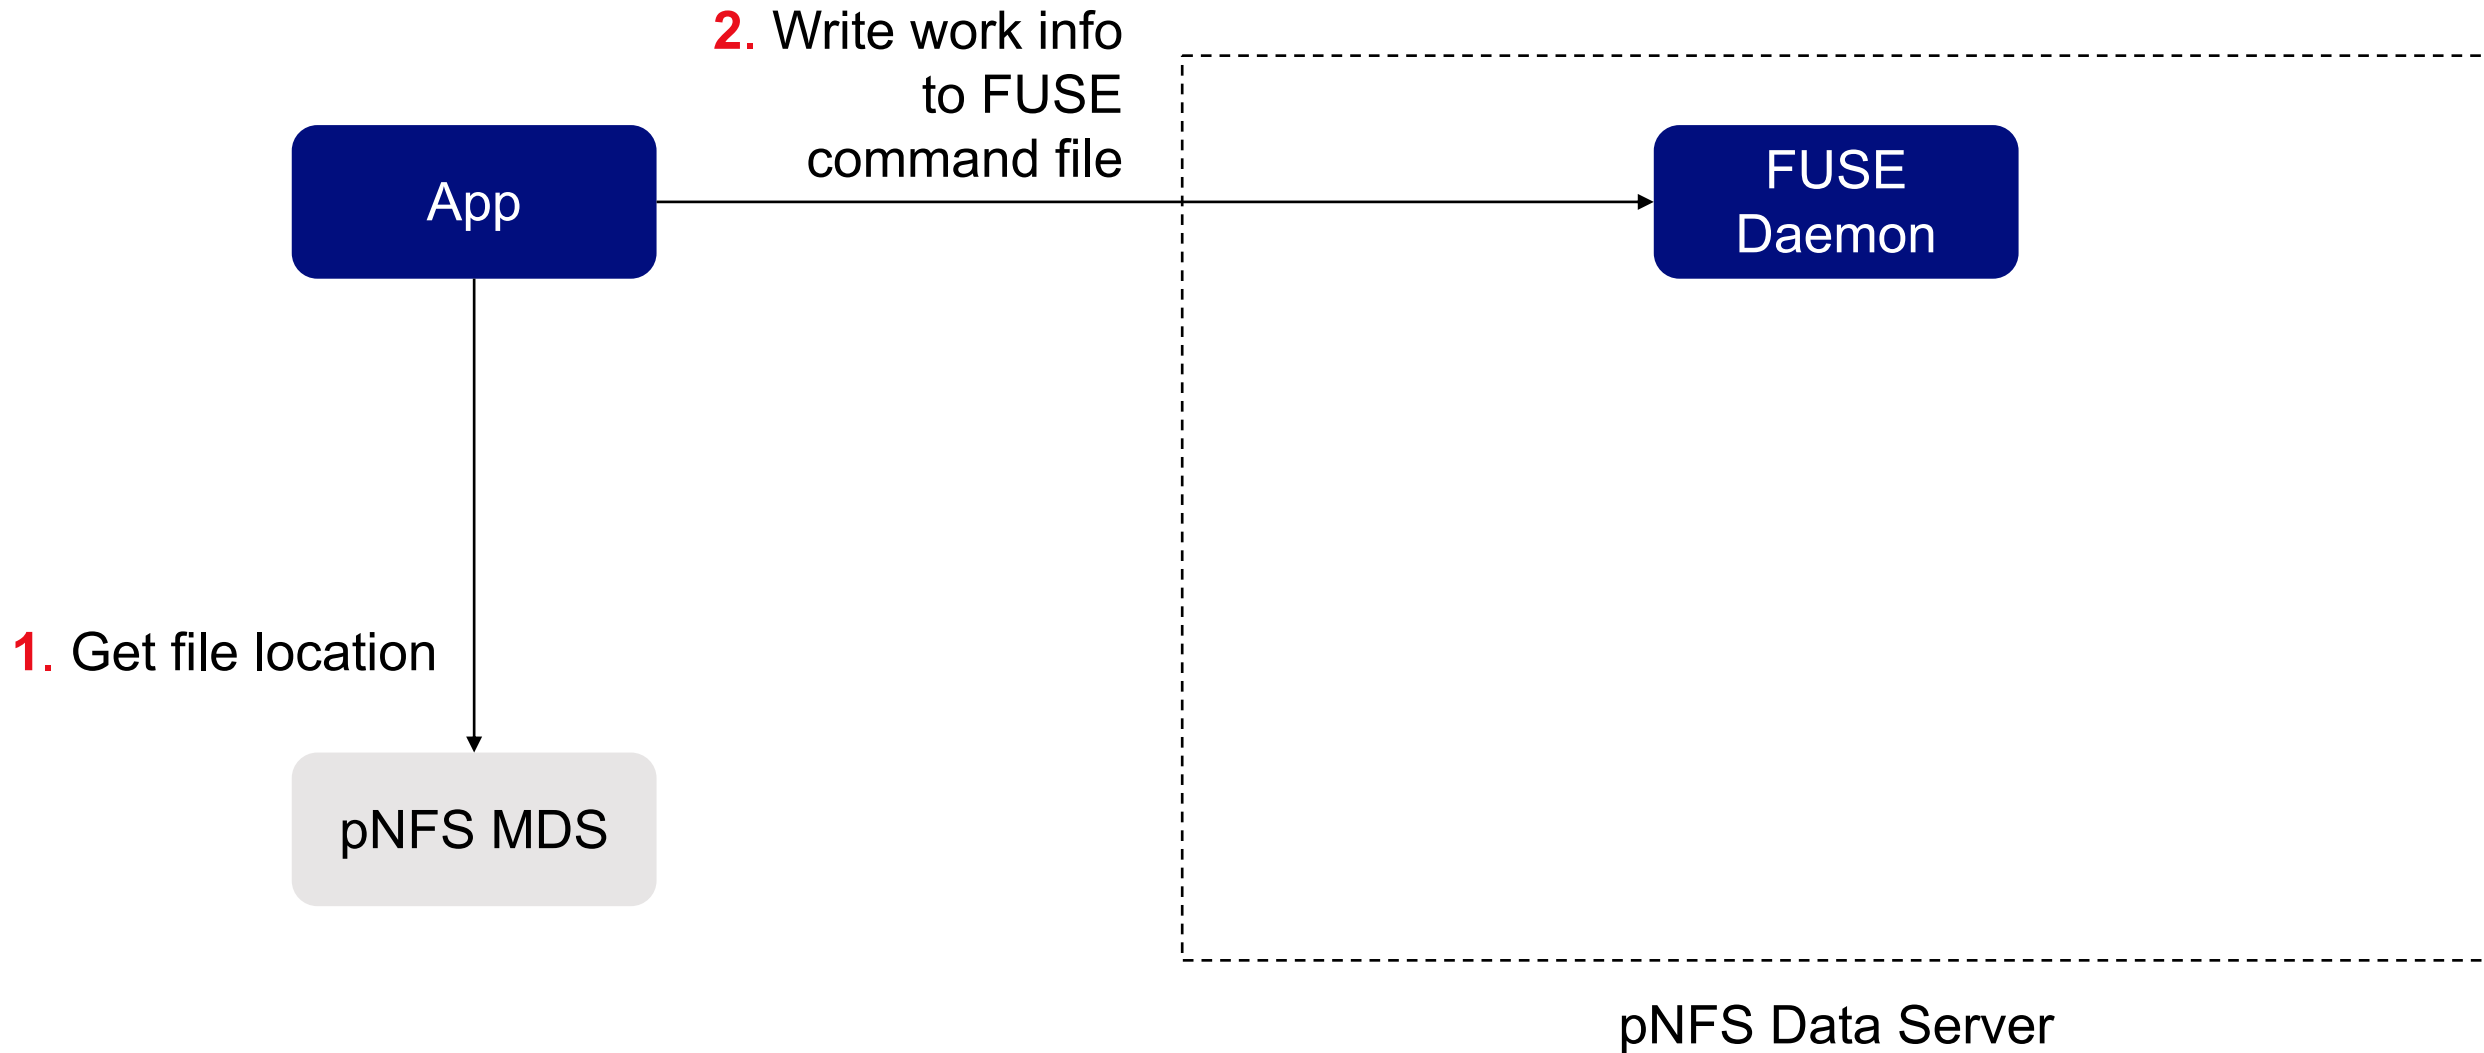 2. Write work info
to FUSE
command file
App
FUSE
Daemon
1. Get file location
pNFS MDS
pNFS Data Server